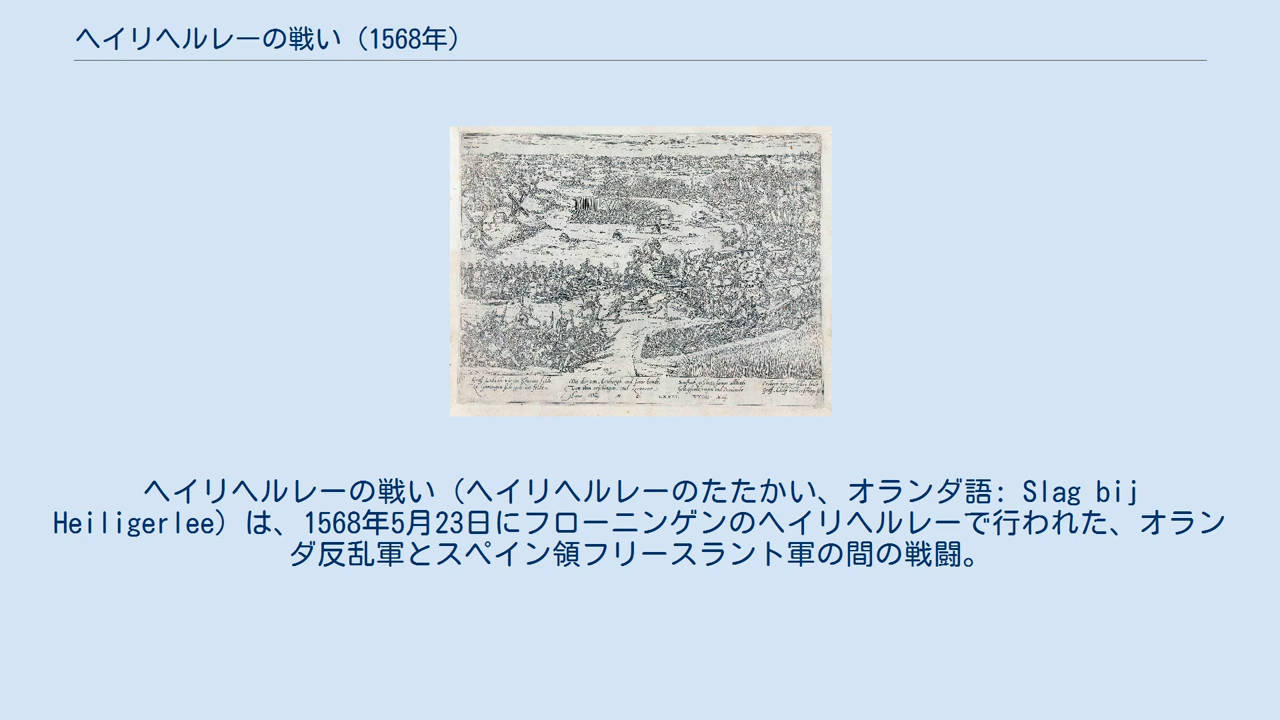 ヘイリヘルレーの戦い（1568年）
ヘイリヘルレーの戦い（ヘイリヘルレーのたたかい、オランダ語: Slag bij
Heiligerlee）は、1568年5月23日にフローニンゲンのヘイリヘルレーで行われた、オラン
ダ反乱軍とスペイン領フリースラント軍の間の戦闘。